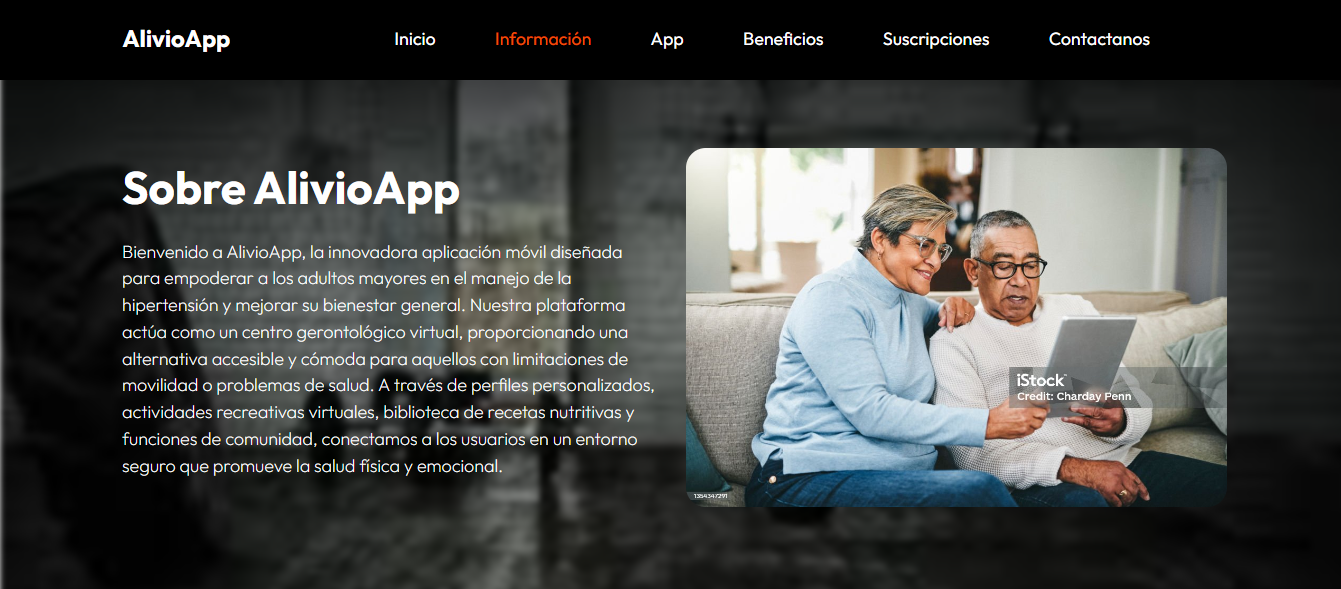 AlivioApp
Inicio
Información
App
Beneficios
Suscripciones
Contactanos
Sobre AlivioApp
Bienvenido a AlivioApp, la innovadora aplicación móvil diseñada
para empoderar a los adultos mayores en el manejo de la
hipertensión y mejorar su bienestar general. Nuestra plataforma
actúa como un centro gerontológico virtual, proporcionando una
alternativa accesible y cómoda para aquellos con limitaciones de
movilidad o problemas de salud. A través de perfiles personalizados,
actividades recreativas virtuales, biblioteca de recetas nutritivas y
funciones de comunidad, conectamos a los usuarios en un entorno
seguro que promueve la salud física y emocional.
iStock
Credit: Charday Penn
1354347291